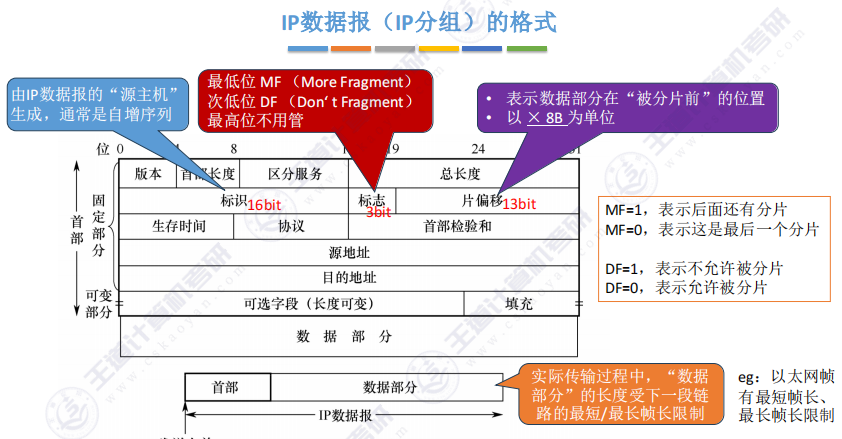 IP数据报（IP分组）的格式
由IP数据报的“源主机”
生成，通常是自增序列
最低位 MF （More Fragment）
次低位 DF （Don‘t Fragment）
最高位不用管
• 表示数据部分在“被分片前”的位置
• 以 × 8B 为单位
位 0 4 8 19 24
版本 首部长度 区分服务 总长度
标识 16bit 标志 3bit 片偏移 13bit
生存时间 协议 首部检验和
源地址
目的地址
可选字段（长度可变） 填充
数 据 部 分
首部
固定部分
可变
部分
MF=1，表示后面还有分片
MF=0，表示这是最后一个分片
DF=1，表示不允许被分片
DF=0，表示允许被分片
首部 数据部分
IP数据报
实际传输过程中，“数据
部分”的长度受下一段链
路的最短/最长帧长限制
eg：以太网帧
有最短帧长、
最长帧长限制
王道计算机考研
www.cskaoyan.com